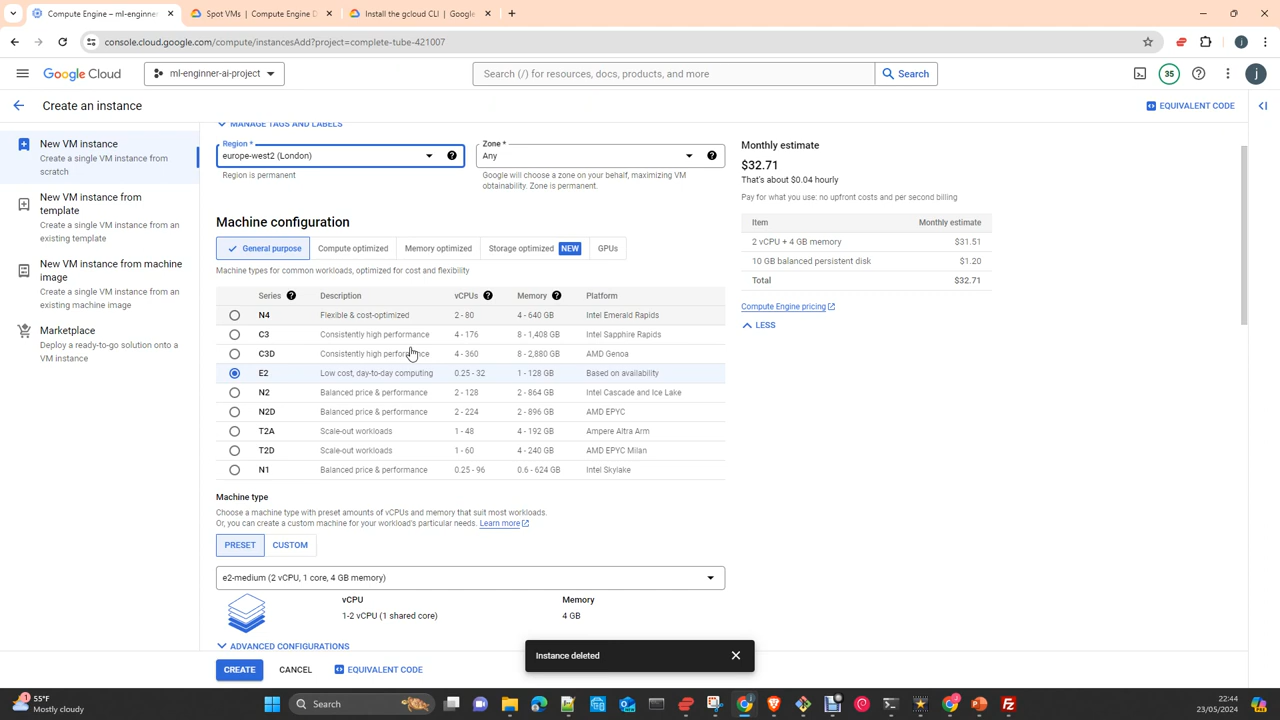 Compute Engine – ml-enginner
Spot VMs | Compute Engine D
Install the gcloud CLI | Google
console.cloud.google.com/compute/instancesAdd?project=complete-tube-421007
Google Cloud
ml-enginner-ai-project
Search (/) for resources, docs, products, and more
Search
35
j
Create an instance
EQUIVALENT CODE
New VM instance
Create a single VM instance from
scratch
New VM instance from
template
Create a single VM instance from an
existing template
New VM instance from machine
image
Create a single VM instance from an
existing machine image
Marketplace
Deploy a ready-to-go solution onto a
VM instance
MANAGE TAGS AND LABELS
Region *
europe-west2 (London)
Region is permanent
Zone *
Any
Google will choose a zone on your behalf, maximizing VM
obtainability. Zone is permanent.
Machine configuration
General purpose
Compute optimized
Memory optimized
Storage optimized NEW
GPUs
Machine types for common workloads, optimized for cost and flexibility
Series Description vCPUs Memory Platform
N4 Flexible & cost-optimized 2 - 80 4 - 640 GB Intel Emerald Rapids
C3 Consistently high performance 4 - 176 8 - 1,408 GB Intel Sapphire Rapids
C3D Consistently high performance 4 - 360 8 - 2,880 GB AMD Genoa
E2 Low cost, day-to-day computing 0.25 - 32 1 - 128 GB Based on availability
N2 Balanced price & performance 2 - 128 2 - 864 GB Intel Cascade and Ice Lake
N2D Balanced price & performance 2 - 224 2 - 896 GB AMD EPYC
T2A Scale-out workloads 1 - 48 4 - 192 GB Ampere Altra Arm
T2D Scale-out workloads 1 - 60 4 - 240 GB AMD EPYC Milan
N1 Balanced price & performance 0.25 - 96 0.6 - 624 GB Intel Skylake
Machine type
Choose a machine type with preset amounts of vCPUs and memory that suit most workloads.
Or, you can create a custom machine for your workload's particular needs. Learn more
PRESET
CUSTOM
e2-medium (2 vCPU, 1 core, 4 GB memory)
vCPU
1-2 vCPU (1 shared core)
Memory
4 GB
ADVANCED CONFIGURATIONS
Monthly estimate
$32.71
That's about $0.04 hourly
Pay for what you use: no upfront costs and per second billing
Item Monthly estimate
2 vCPU + 4 GB memory $31.51
10 GB balanced persistent disk $1.20
Total $32.71
Compute Engine pricing
LESS
CREATE
CANCEL
EQUIVALENT CODE
Instance deleted
55°F
Mostly cloudy
Search
22:44
23/05/2024